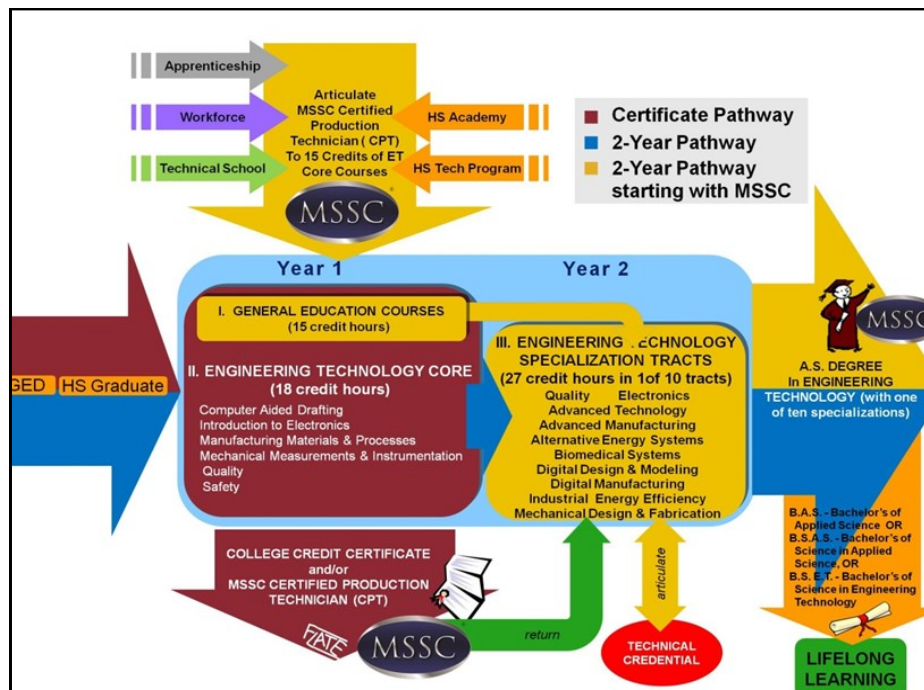 Apprenticeship
Workforce
Technical School
Articulate
MSSC Certified
Production
Technician ( CPT)
To 15 Credits of ET
Core Courses
HS Academy
HS Tech Program
MSSC
Certificate Pathway
2-Year Pathway
2-Year Pathway
starting with MSSC
Year 1
Year 2
I. GENERAL EDUCATION COURSES
(15 credit hours)
II. ENGINEERING TECHNOLOGY CORE
(18 credit hours)
Computer Aided Drafting
Introduction to Electronics
Manufacturing Materials & Processes
Mechanical Measurements & Instrumentation
Quality
Safety
III. ENGINEERING TECHNOLOGY
SPECIALIZATION TRACTS
(27 credit hours in 1of 10 tracts)
Quality Electronics
Advanced Technology
Advanced Manufacturing
Alternative Energy Systems
Biomedical Systems
Digital Design & Modeling
Digital Manufacturing
Industrial Energy Efficiency
Mechanical Design & Fabrication
GED
HS Graduate
MSSC
A.S. DEGREE
In ENGINEERING
TECHNOLOGY (with one
of ten specializations)
COLLEGE CREDIT CERTIFICATE
and/or
MSSC CERTIFIED PRODUCTION
TECHNICIAN (CPT)
FLATE
MSSC
return
articulate
TECHNICAL
CREDENTIAL
B.A.S. - Bachelor's of
Applied Science OR
B.S.A.S. - Bachelor's of
Science in Applied
Science, OR
B.S. E.T. - Bachelor's of
Science in Engineering
Technology
LIFELONG
LEARNING